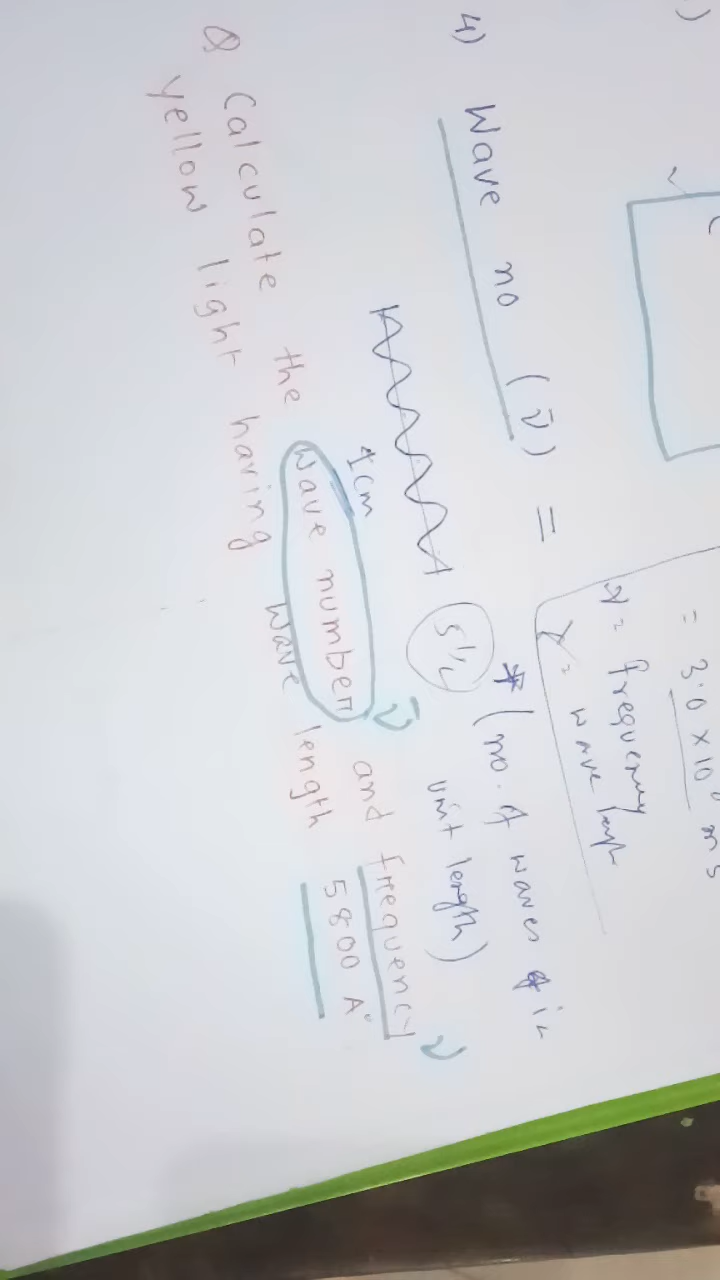 = 3.0 × 10 m s
ν = frequency
λ = wave length
4) Wave no (ν̄) =
* (no. of waves of in
unit length)
1cm
Q Calculate the wave number ν̄ and frequency ν
yellow light having wave length 5800 A°